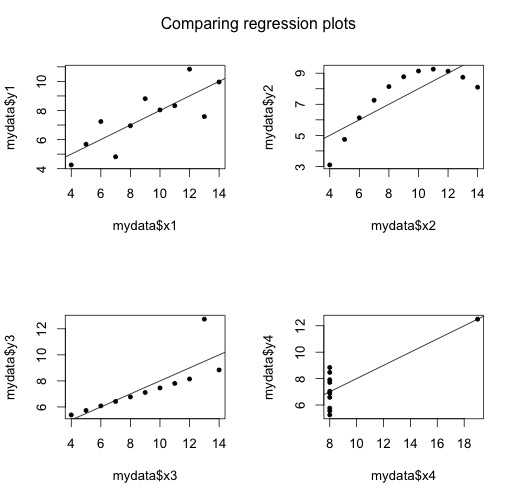 Comparing regression plots
mydata$y1
4 6 8 10
4 6 8 10 12 14
mydata$x1
mydata$y2
3 5 7 9
4 6 8 10 12 14
mydata$x2
mydata$y3
6 8 10 12
4 6 8 10 12 14
mydata$x3
mydata$y4
6 8 10 12
8 10 12 14 16 18
mydata$x4